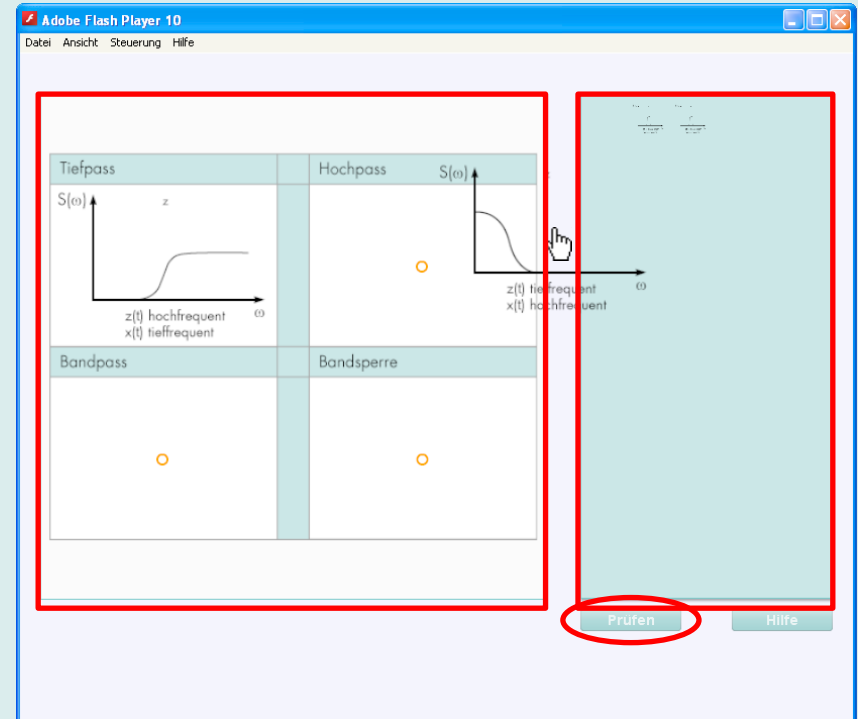 Adobe Flash Player 10
Datei Ansicht Steuerung Hilfe
Tiefpass
Hochpass
S(ω)
S(ω)
z
z(t) hochfrequent
x(t) tieffrequent
ω
z(t) tieffrequent
x(t) hochfrequent
ω
Bandpass
Bandsperre
Prüfen
Hilfe